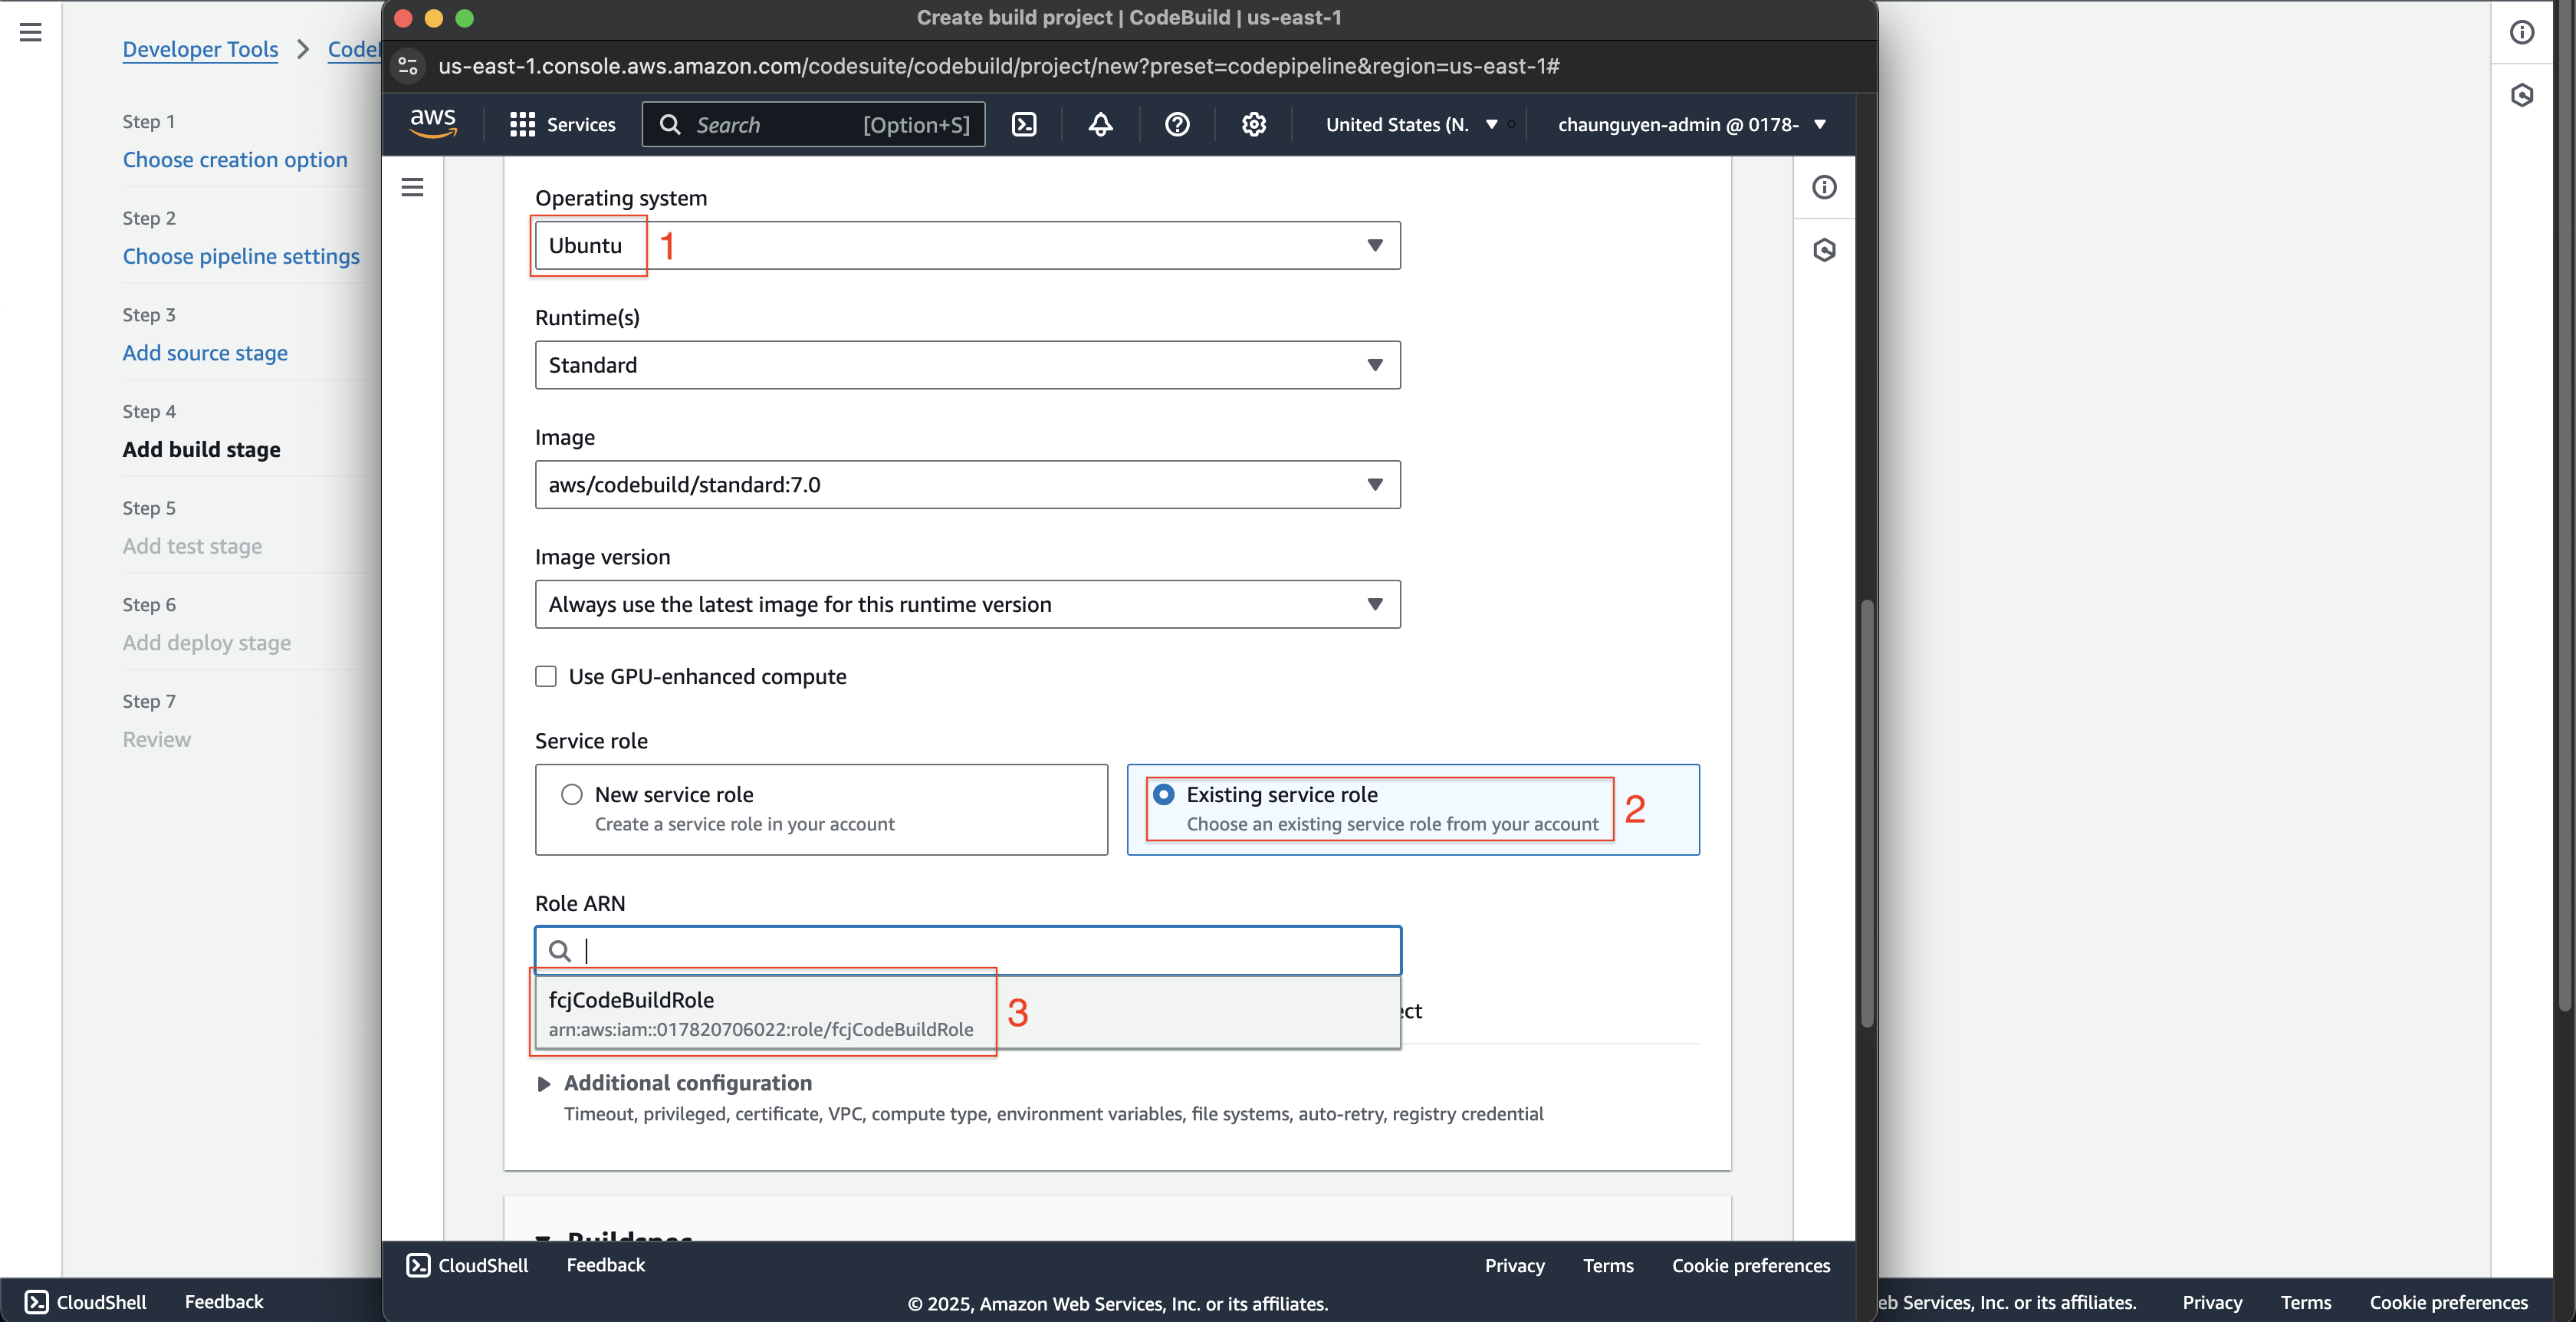 Developer Tools
Step 1
Choose creation option
Step 2
Choose pipeline settings
Step 3
Add source stage
Step 4
Add build stage
Step 5
Add test stage
Step 6
Add deploy stage
Step 7
Review
CloudShell Feedback
Create build project | CodeBuild | us-east-1
us-east-1.console.aws.amazon.com/codesuite/codebuild/project/new?preset=codepipeline&region=us-east-1#
aws Services Search [Option+S] United States (N. chaunguyen-admin @ 0178-
Operating system
Ubuntu 1
Runtime(s)
Standard
Image
aws/codebuild/standard:7.0
Image version
Always use the latest image for this runtime version
Use GPU-enhanced compute
Service role
New service role
Create a service role in your account
Existing service role
Choose an existing service role from your account
2
Role ARN
fcjCodeBuildRole
arn:aws:iam::017820706022:role/fcjCodeBuildRole
3
Additional configuration
Timeout, privileged, certificate, VPC, compute type, environment variables, file systems, auto-retry, registry credential
Buildspec
CloudShell Feedback Privacy Terms Cookie preferences
© 2025, Amazon Web Services, Inc. or its affiliates.
Services, Inc. or its affiliates. Privacy Terms Cookie preferences